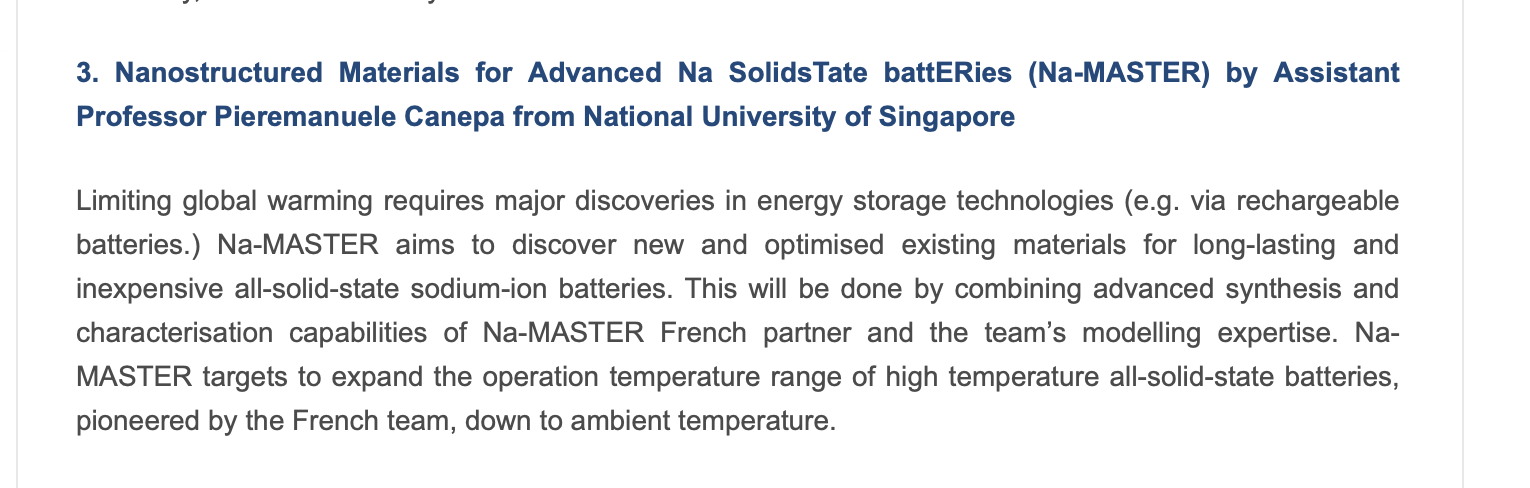 3. Nanostructured Materials for Advanced Na SolidsTate battERies (Na-MASTER) by Assistant
Professor Pieremanuele Canepa from National University of Singapore
Limiting global warming requires major discoveries in energy storage technologies (e.g. via rechargeable
batteries.) Na-MASTER aims to discover new and optimised existing materials for long-lasting and
inexpensive all-solid-state sodium-ion batteries. This will be done by combining advanced synthesis and
characterisation capabilities of Na-MASTER French partner and the team’s modelling expertise. Na-
MASTER targets to expand the operation temperature range of high temperature all-solid-state batteries,
pioneered by the French team, down to ambient temperature.